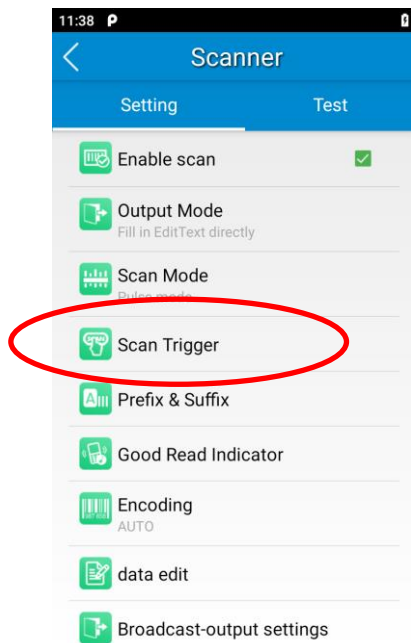 11:38 P
Scanner
Setting Test
Enable scan
Output Mode
Fill in EditText directly
Scan Mode
Pulse mode
Scan Trigger
Prefix & Suffix
Good Read Indicator
Encoding
AUTO
data edit
Broadcast-output settings